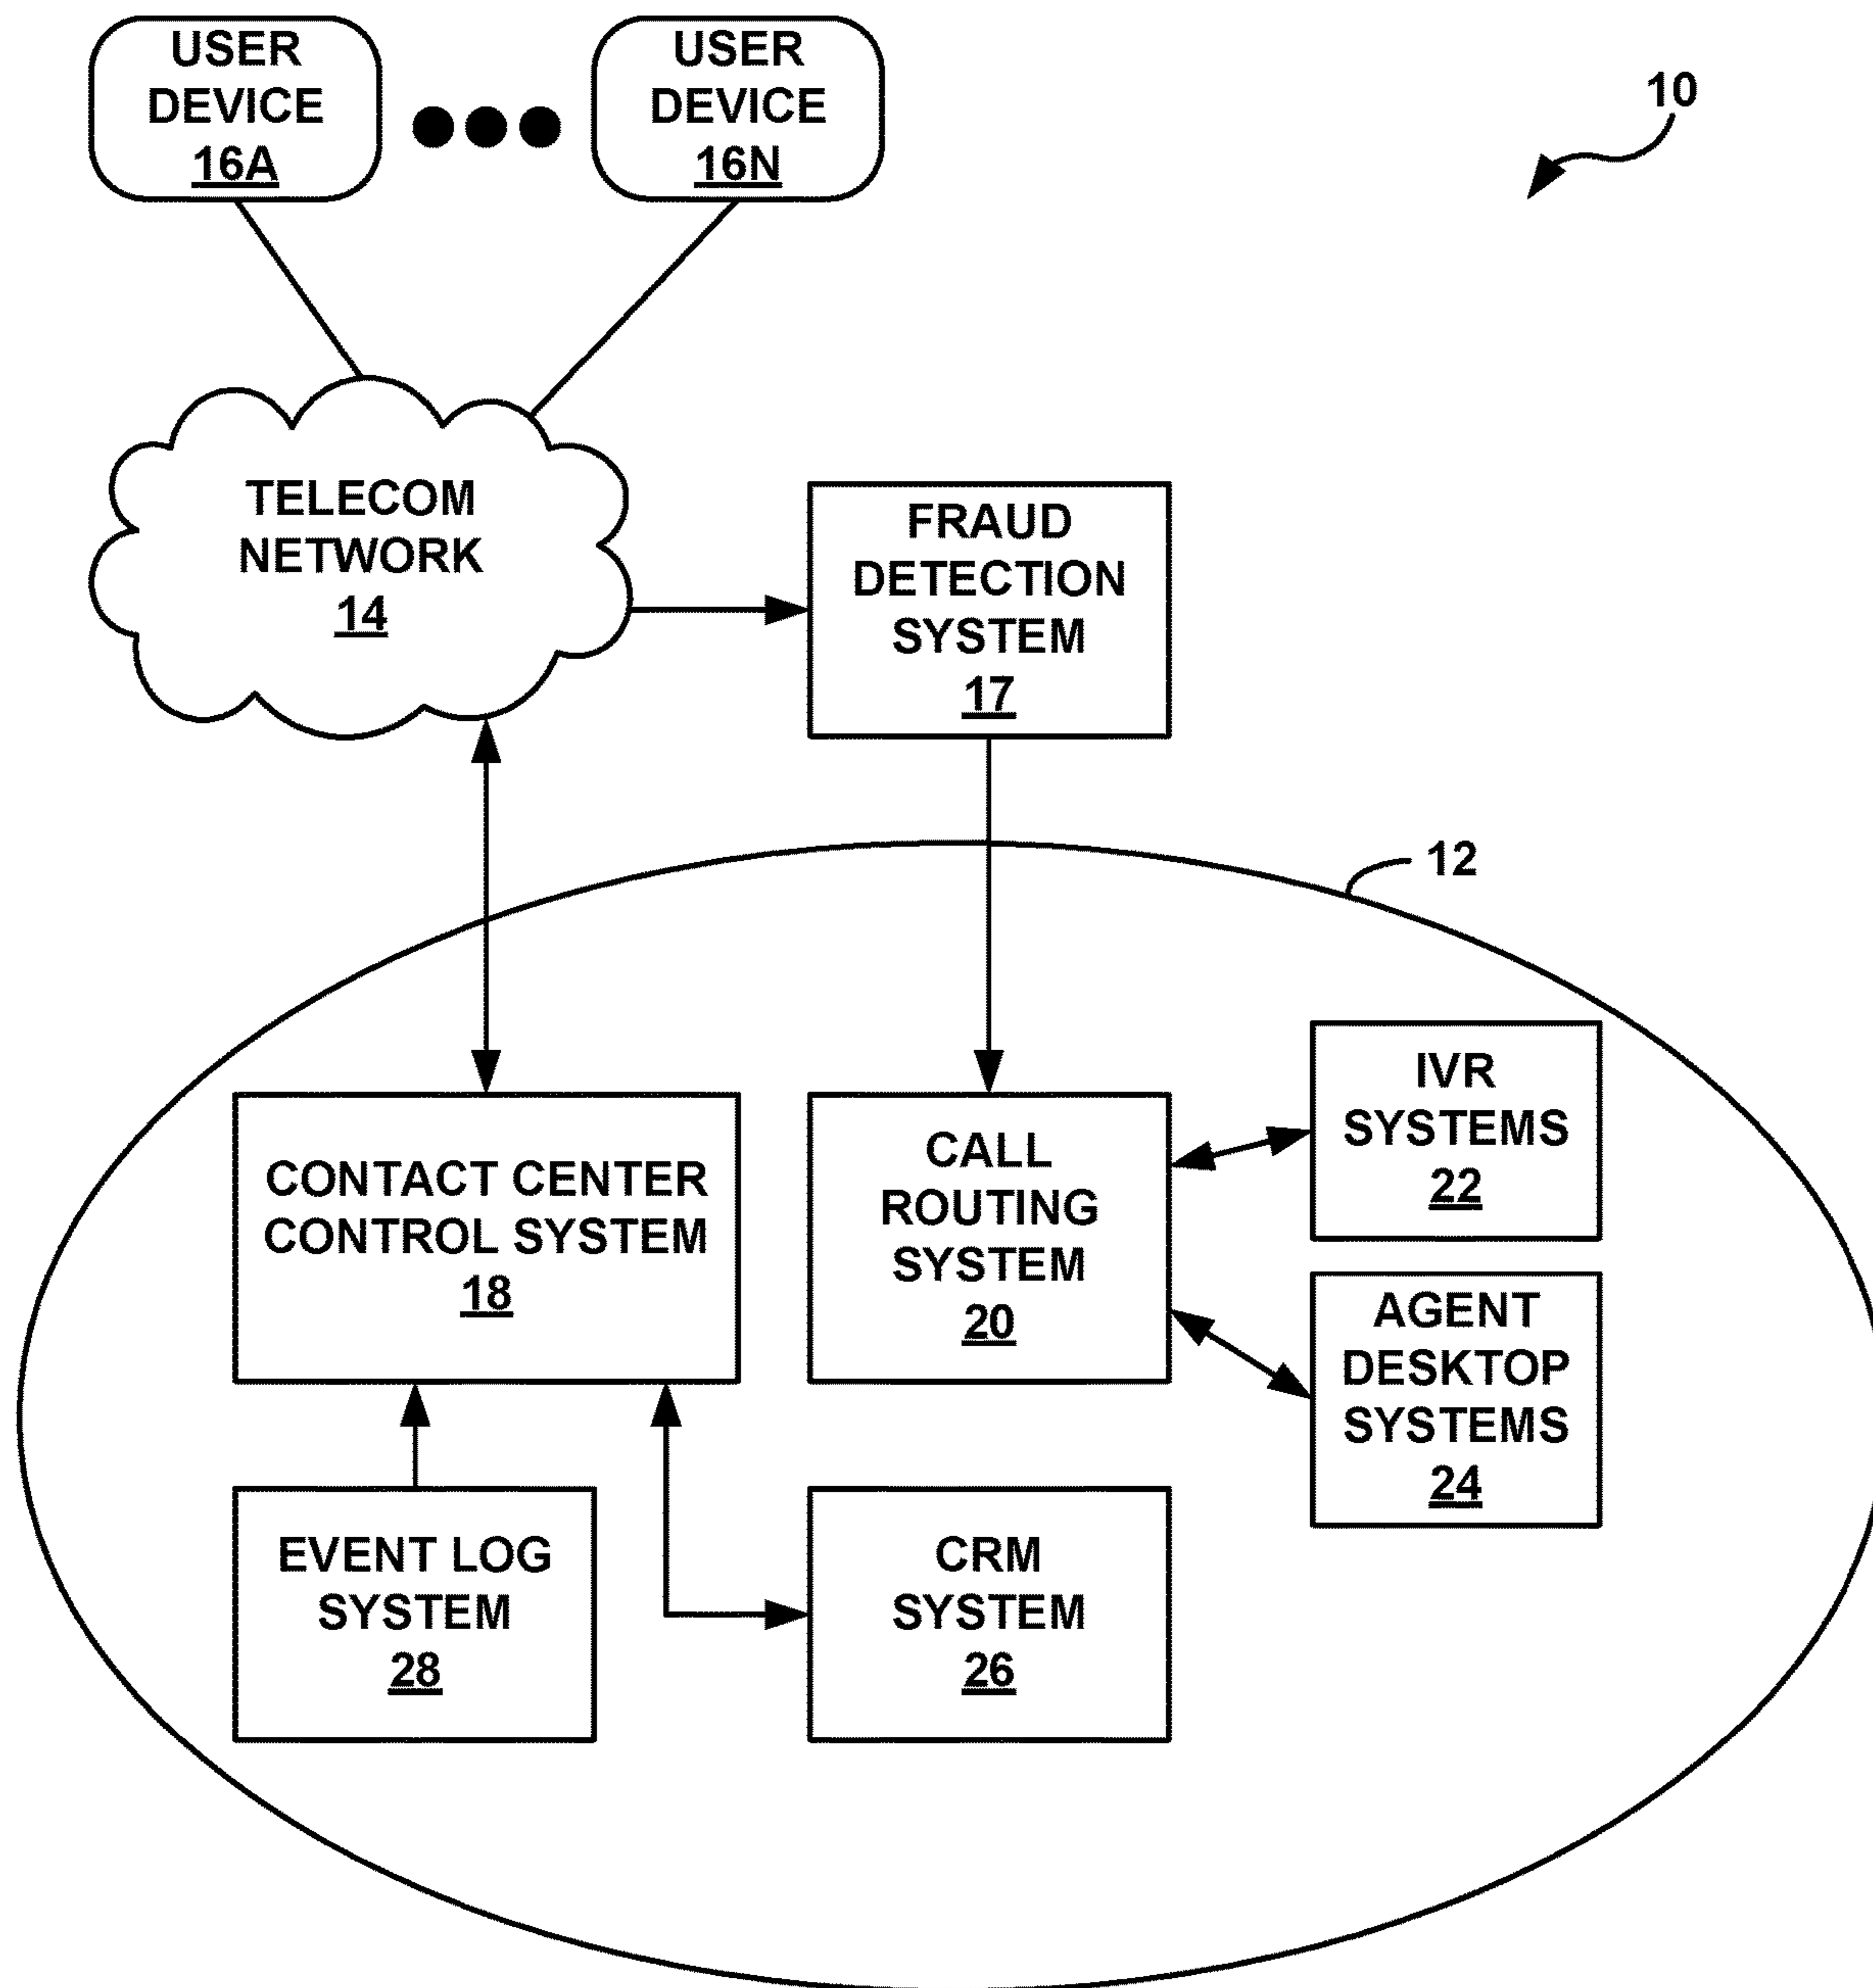 USER
DEVICE
16A
USER
DEVICE
16N
10
TELECOM
NETWORK
14
FRAUD
DETECTION
SYSTEM
17
12
CONTACT CENTER
CONTROL SYSTEM
18
CALL
ROUTING
SYSTEM
20
IVR
SYSTEMS
22
AGENT
DESKTOP
SYSTEMS
24
EVENT LOG
SYSTEM
28
CRM
SYSTEM
26